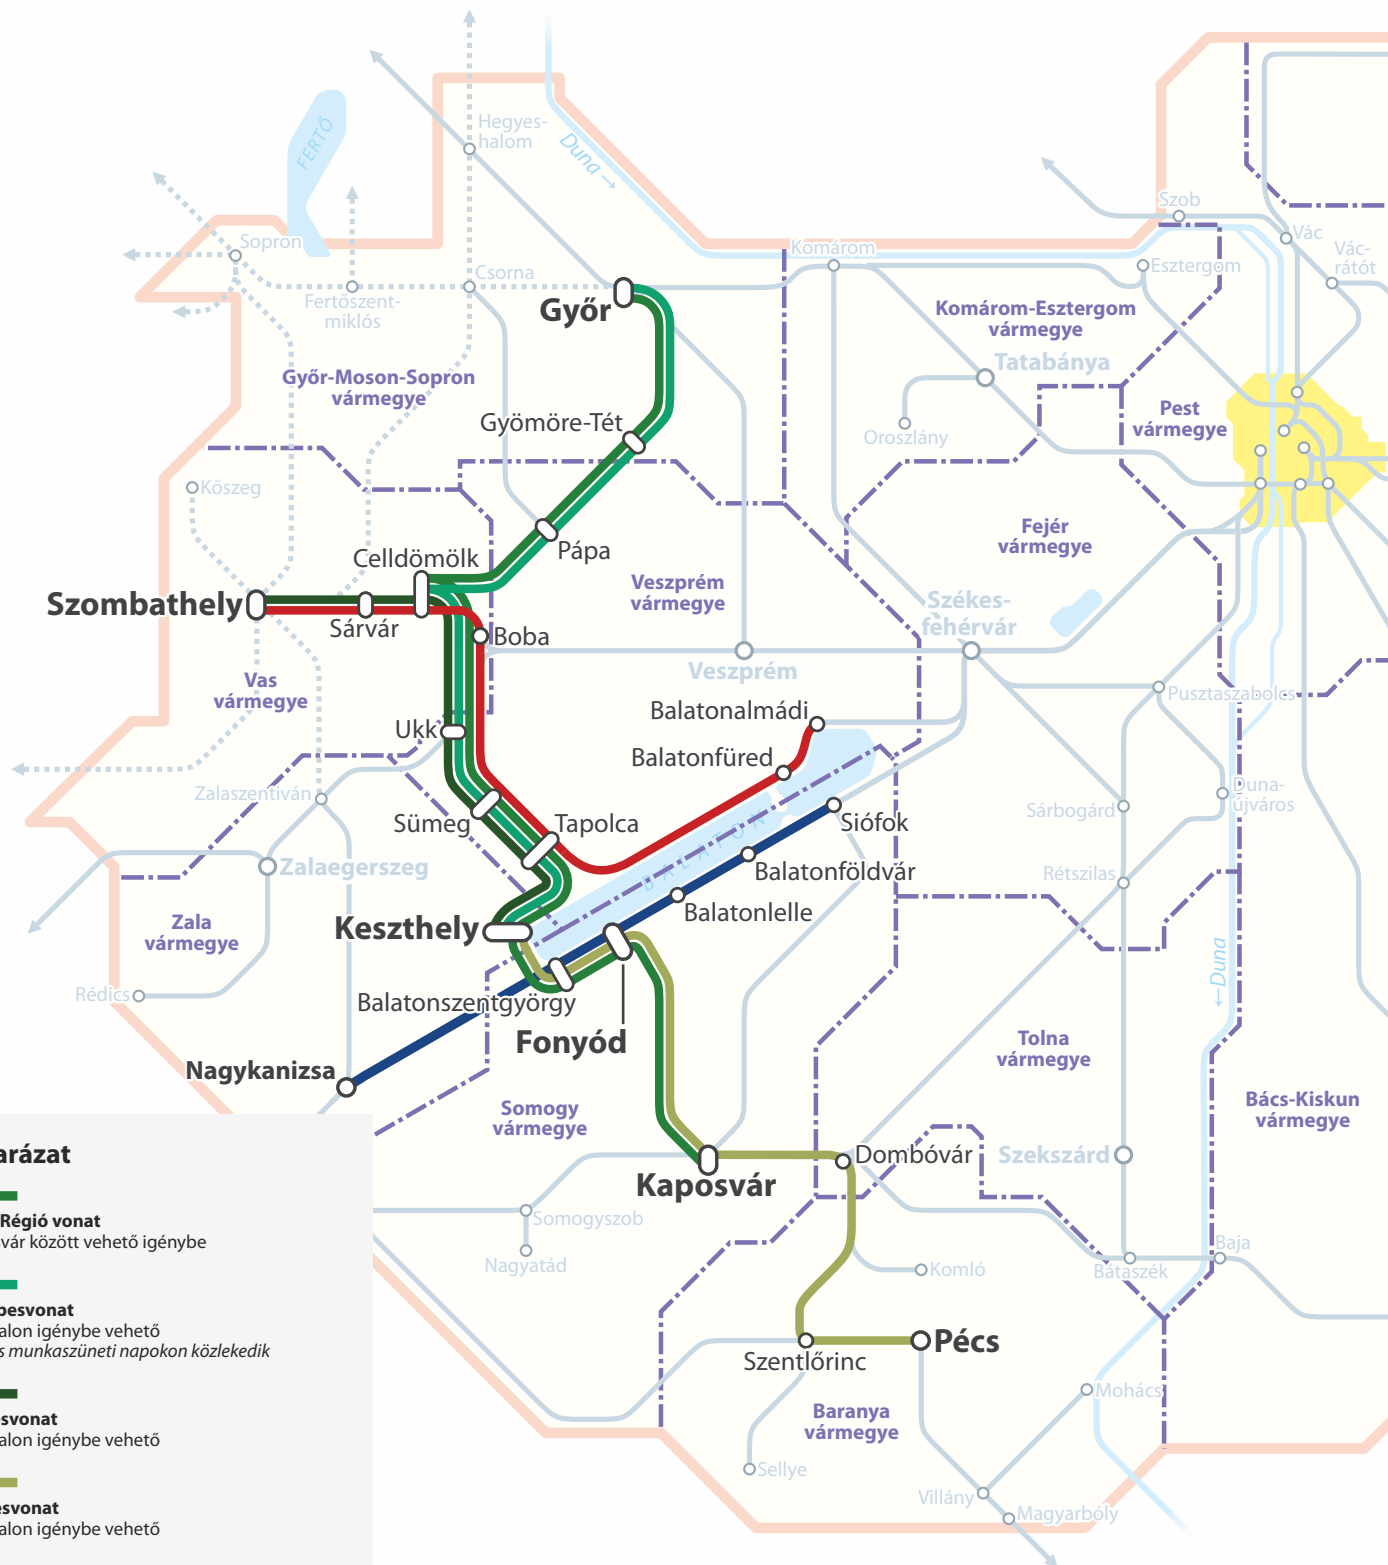 Hegyes-
halom
FERTŐ
Duna →
Szob
Vác
Vác-
rátót
Sopron
Komárom
Esztergom
Csorna
Fertőszent-
miklós
Győr
Komárom-Esztergom
vármegye
Tatabánya
Győr-Moson-Sopron
vármegye
Pest
vármegye
Gyömöre-Tét
Oroszlány
Kőszeg
Fejér
vármegye
Pápa
Celldömölk
Veszprém
vármegye
Szombathely
Székes-
fehérvár
Sárvár
Boba
Veszprém
Vas
vármegye
Pusztaszabolcs
Balatonalmádi
Ukk
Balatonfüred
Zalaszentiván
Duna-
újváros
Sárbogárd
Sümeg
Tapolca
Siófok
BALATON
Zalaegerszeg
Balatonföldvár
Rétszilas
Balatonlelle
Zala
vármegye
Keszthely
←Duna
Rédics
Balatonszentgyörgy
Fonyód
Tolna
vármegye
Nagykanizsa
Somogy
vármegye
Bács-Kiskun
vármegye
Dombóvár
Szekszárd
Kaposvár
Somogyszob
Nagyatád
Komló
Baja
Bátaszék
Pécs
Szentlőrinc
Mohács
Baranya
vármegye
Sellye
Villány
Magyarbóly
arázat
Régió vonat
vár között vehető igénybe
besvonat
alon igénybe vehető
s munkaszüneti napokon közlekedik
esvonat
alon igénybe vehető
esvonat
alon igénybe vehető